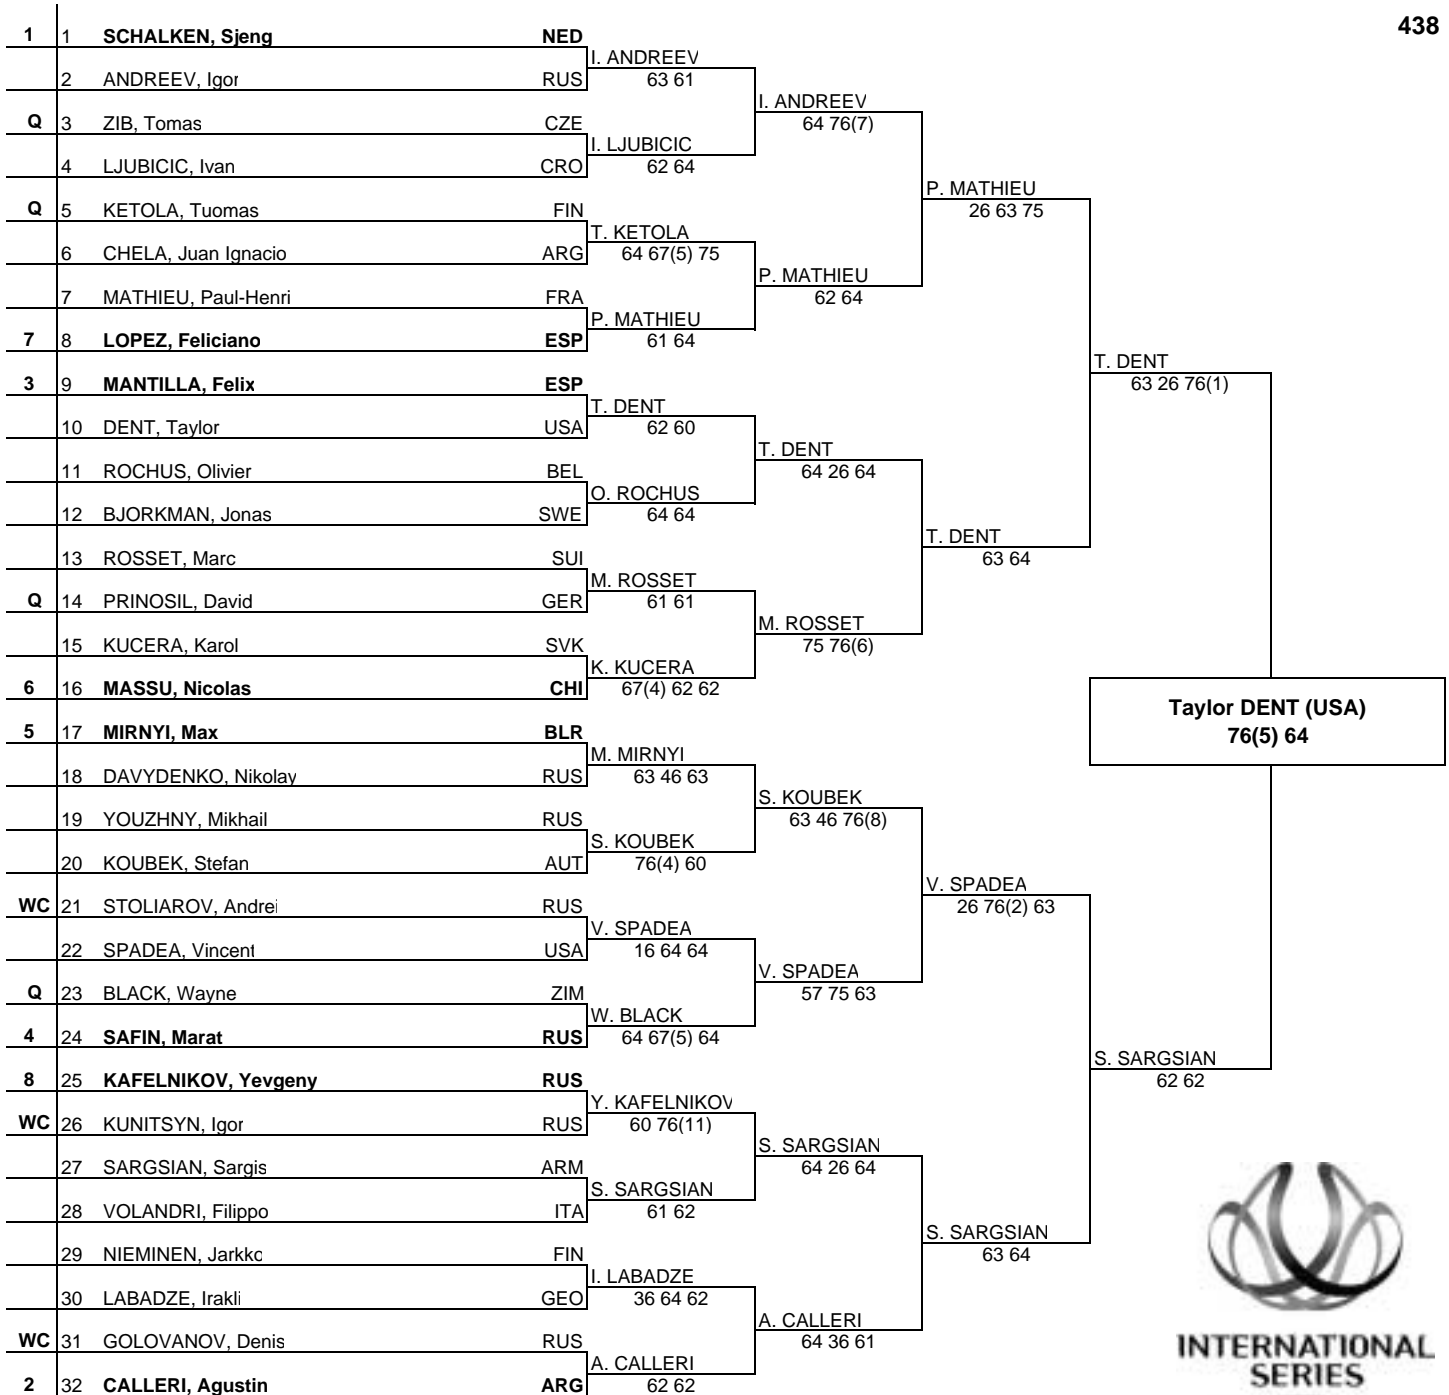 438
1 1 SCHALKEN, Sjeng NED
I. ANDREEV
2 ANDREEV, Igor RUS 63 61
I. ANDREEV
Q 3 ZIB, Tomas CZE 64 76(7)
I. LJUBICIC
4 LJUBICIC, Ivan CRO 62 64
P. MATHIEU
Q 5 KETOLA, Tuomas FIN 26 63 75
T. KETOLA
6 CHELA, Juan Ignacio ARG 64 67(5) 75
P. MATHIEU
7 MATHIEU, Paul-Henri FRA 62 64
P. MATHIEU
7 8 LOPEZ, Feliciano ESP 61 64
T. DENT
3 9 MANTILLA, Felix ESP 63 26 76(1)
T. DENT
10 DENT, Taylor USA 62 60
T. DENT
11 ROCHUS, Olivier BEL 64 26 64
O. ROCHUS
12 BJORKMAN, Jonas SWE 64 64
T. DENT
13 ROSSET, Marc SUI 63 64
M. ROSSET
Q 14 PRINOSIL, David GER 61 61
M. ROSSET
15 KUCERA, Karol SVK 75 76(6)
K. KUCERA
6 16 MASSU, Nicolas CHI 67(4) 62 62
Taylor DENT (USA)
76(5) 64
5 17 MIRNYI, Max BLR
M. MIRNYI
18 DAVYDENKO, Nikolay RUS 63 46 63
S. KOUBEK
19 YOUZHNY, Mikhail RUS 63 46 76(8)
S. KOUBEK
20 KOUBEK, Stefan AUT 76(4) 60
V. SPADEA
WC 21 STOLIAROV, Andrei RUS 26 76(2) 63
V. SPADEA
22 SPADEA, Vincent USA 16 64 64
V. SPADEA
Q 23 BLACK, Wayne ZIM 57 75 63
W. BLACK
4 24 SAFIN, Marat RUS 64 67(5) 64
S. SARGSIAN
8 25 KAFELNIKOV, Yevgeny RUS 62 62
Y. KAFELNIKOV
WC 26 KUNITSYN, Igor RUS 60 76(11)
S. SARGSIAN
27 SARGSIAN, Sargis ARM 64 26 64
S. SARGSIAN
28 VOLANDRI, Filippo ITA 61 62
S. SARGSIAN
29 NIEMINEN, Jarkko FIN 63 64
I. LABADZE
30 LABADZE, Irakli GEO 36 64 62
A. CALLERI
WC 31 GOLOVANOV, Denis RUS 64 36 61
A. CALLERI
2 32 CALLERI, Agustin ARG 62 62
INTERNATIONAL
SERIES